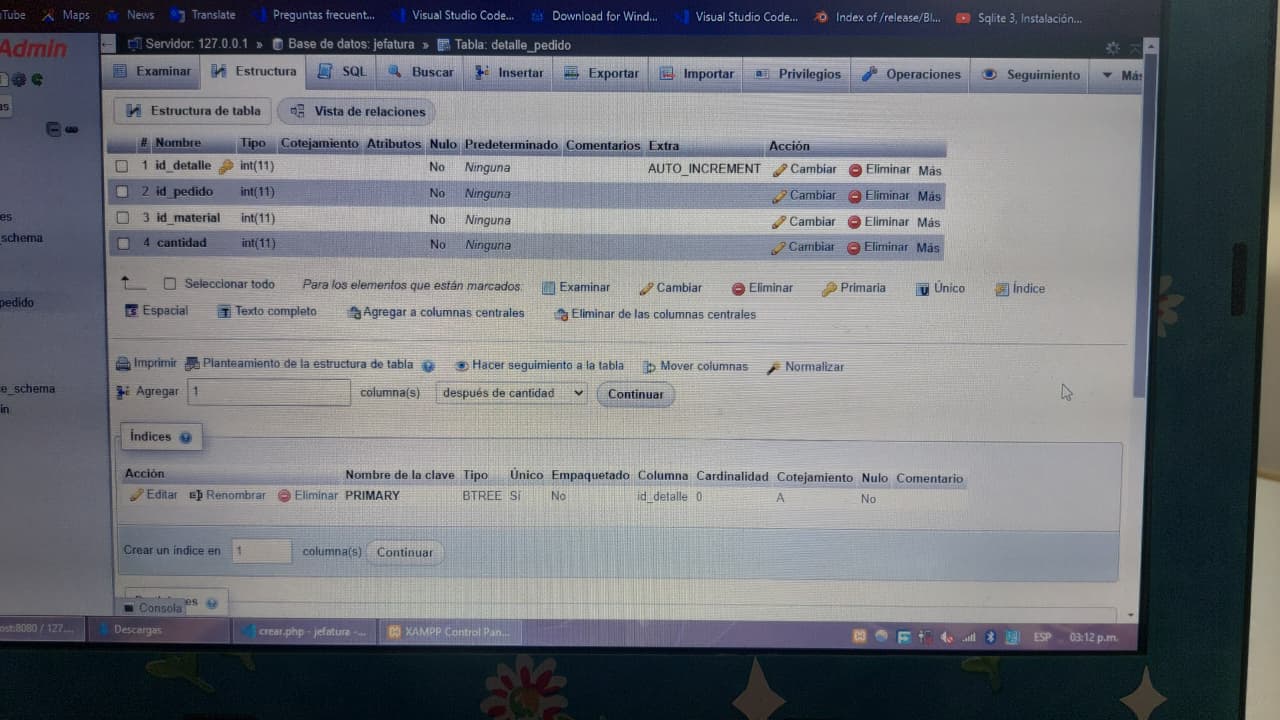 uTube Maps News Translate Preguntas frecuent... Visual Studio Code... Download for Wind... Visual Studio Code... Index of /release/Bl... Sqlite 3, Instalación...
Admin
Servidor: 127.0.0.1 » Base de datos: jefatura » Tabla: detalle_pedido
Examinar Estructura SQL Buscar Insertar Exportar Importar Privilegios Operaciones Seguimiento Más
as
Estructura de tabla Vista de relaciones
# Nombre Tipo Cotejamiento Atributos Nulo Predeterminado Comentarios Extra Acción
1 id_detalle int(11) No Ninguna AUTO_INCREMENT Cambiar Eliminar Más
2 id_pedido int(11) No Ninguna Cambiar Eliminar Más
3 id_material int(11) No Ninguna Cambiar Eliminar Más
4 cantidad int(11) No Ninguna Cambiar Eliminar Más
es
_schema
pedido
e_schema
in
Seleccionar todo Para los elementos que están marcados: Examinar Cambiar Eliminar Primaria Único Índice
Espacial Texto completo Agregar a columnas centrales Eliminar de las columnas centrales
Imprimir Planteamiento de la estructura de tabla Hacer seguimiento a la tabla Mover columnas Normalizar
Agregar 1 columna(s) después de cantidad Continuar
Índices
Acción Nombre de la clave Tipo Único Empaquetado Columna Cardinalidad Cotejamiento Nulo Comentario
Editar Renombrar Eliminar PRIMARY BTREE Sí No id_detalle 0 A No
Crear un índice en 1 columna(s) Continuar
es
Consola
ost:8080 / 127.... Descargas crear.php - jefatura -... XAMPP Control Pan... ESP 03:12 p.m.